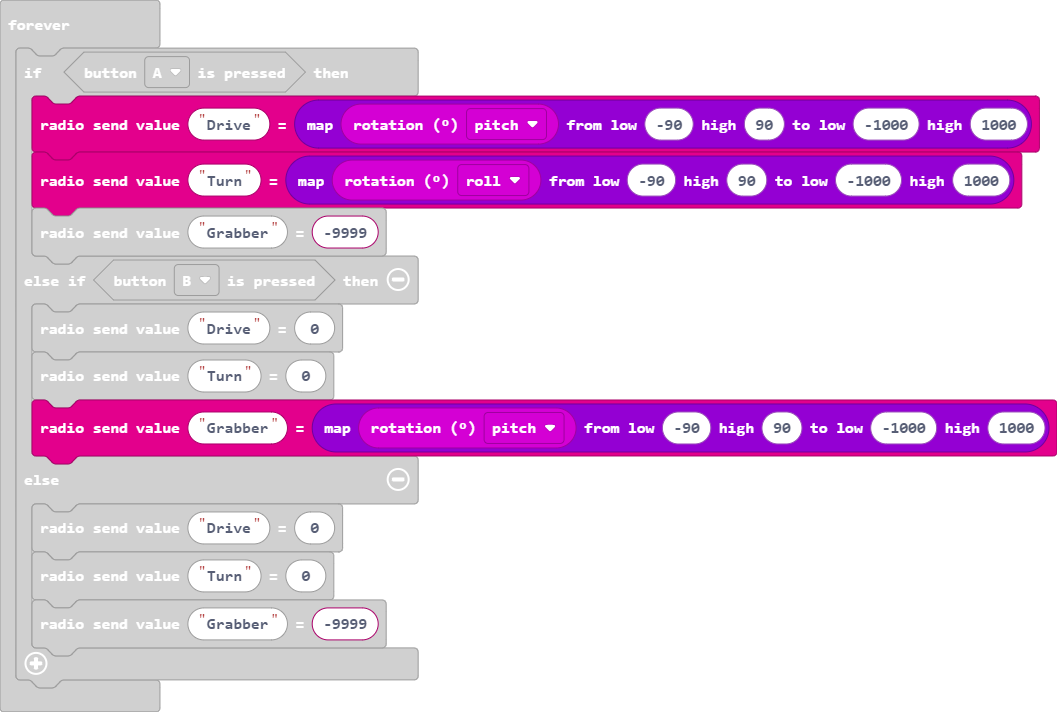 forever
if button A is pressed then
radio send value "Drive" = map rotation (º) pitch from low -90 high 90 to low -1000 high 1000
radio send value "Turn" = map rotation (º) roll from low -90 high 90 to low -1000 high 1000
radio send value "Grabber" = -9999
else if button B is pressed then
radio send value "Drive" = 0
radio send value "Turn" = 0
radio send value "Grabber" = map rotation (º) pitch from low -90 high 90 to low -1000 high 1000
else
radio send value "Drive" = 0
radio send value "Turn" = 0
radio send value "Grabber" = -9999